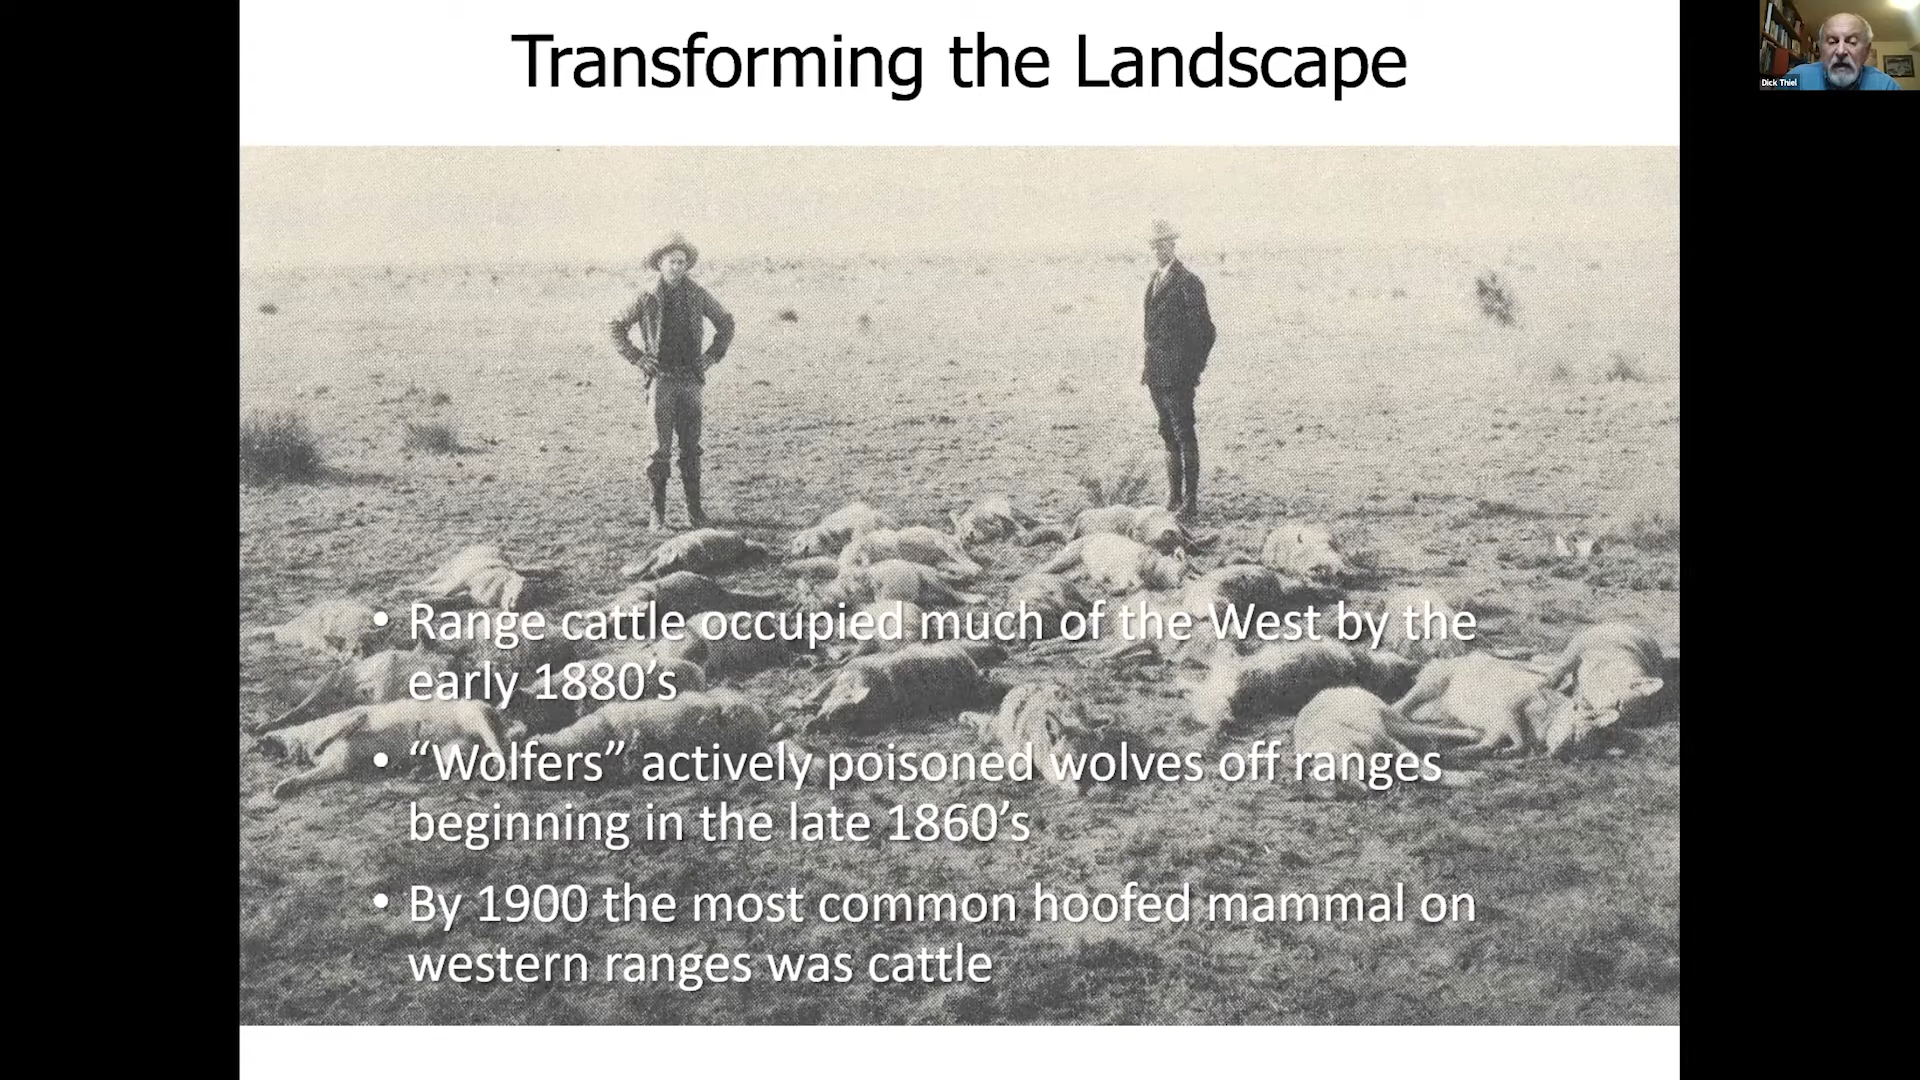 Transforming the Landscape
Dick Thiel
• Range cattle occupied much of the West by the
early 1880’s
• “Wolfers” actively poisoned wolves off ranges
beginning in the late 1860’s
• By 1900 the most common hoofed mammal on
western ranges was cattle